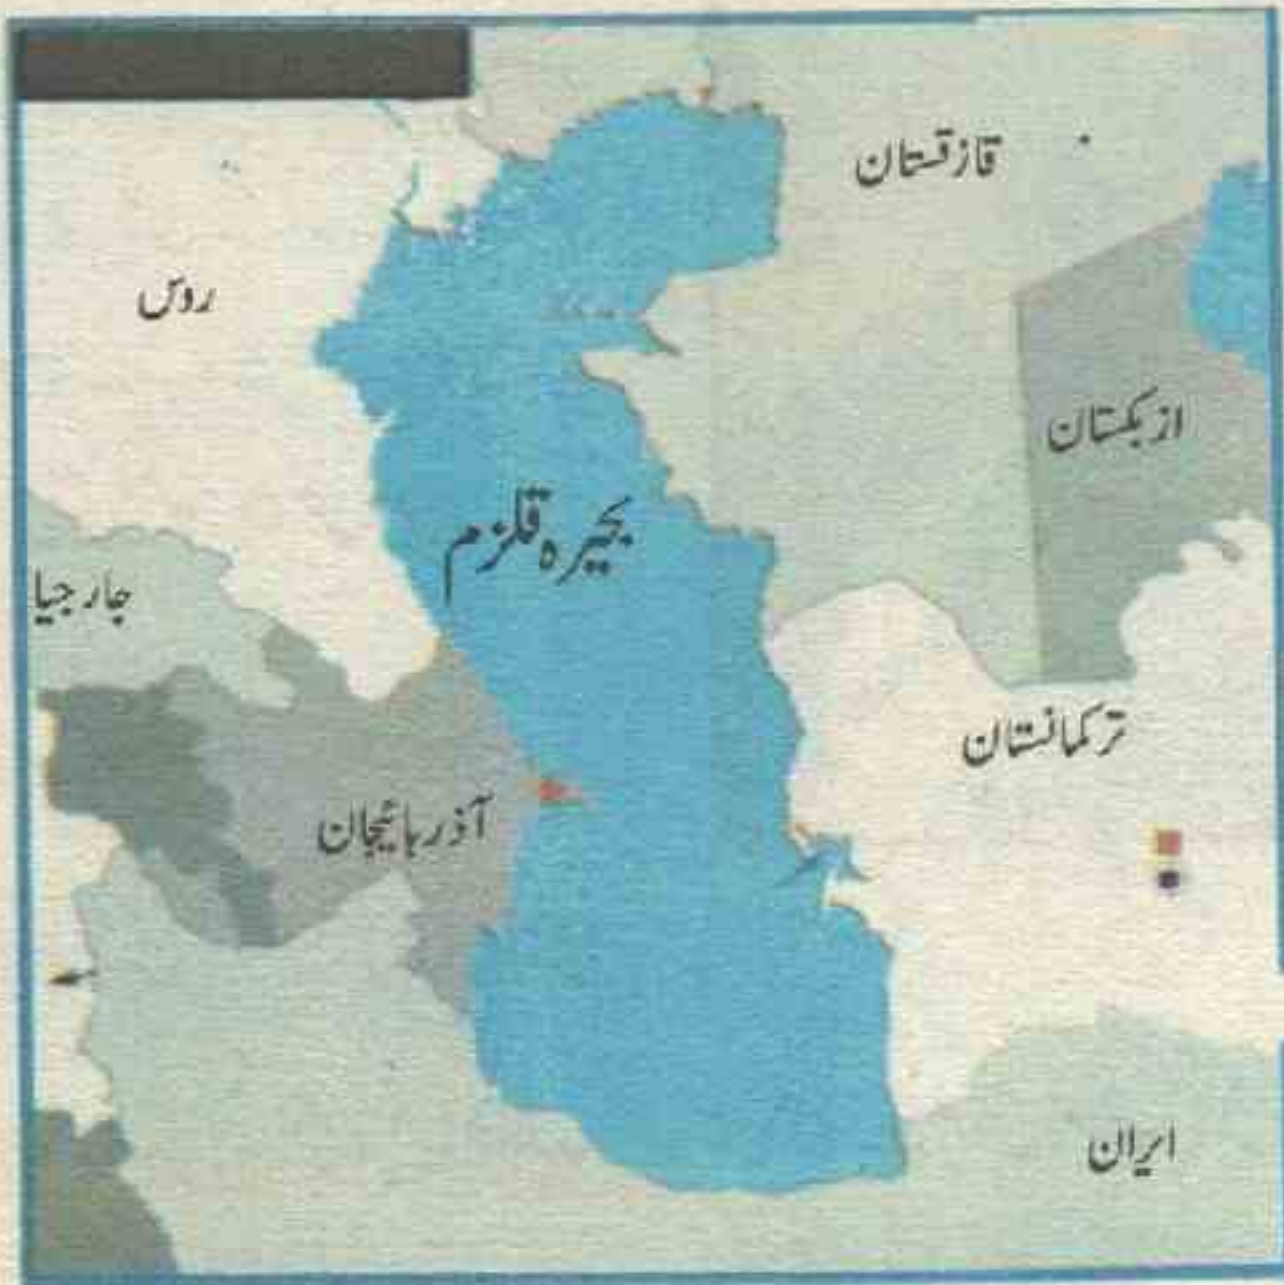 قازقستان
روس
ازبکستان
بحیرہ قلزم
جارجیا
ترکمانستان
آذربائیجان
ایران